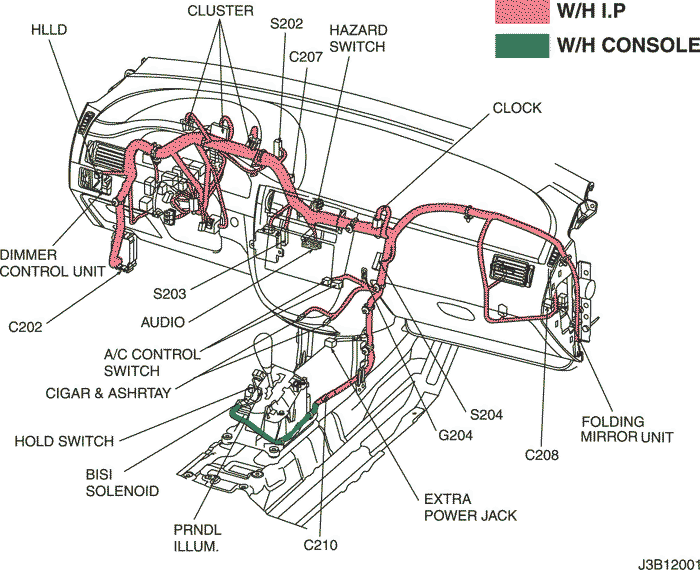 CLUSTER
S202
W/H I.P
HLLD
HAZARD
SWITCH
W/H CONSOLE
C207
CLOCK
DIMMER
CONTROL UNIT
S203
C202
AUDIO
A/C CONTROL
SWITCH
CIGAR & ASHRTAY
S204
FOLDING
MIRROR UNIT
HOLD SWITCH
G204
C208
BISI
SOLENOID
EXTRA
POWER JACK
PRNDL
ILLUM.
C210
J3B12001